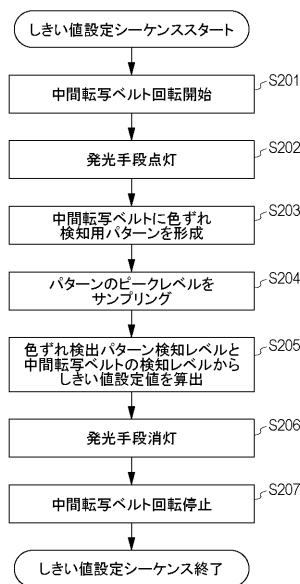 しきい値設定シーケンススタート
S201
中間転写ベルト回転開始
S202
発光手段点灯
S203
中間転写ベルトに色ずれ
検知用パターンを形成
S204
パターンのピークレベルを
サンプリング
S205
色ずれ検出パターン検知レベルと
中間転写ベルトの検知レベルから
しきい値設定値を算出
S206
発光手段消灯
S207
中間転写ベルト回転停止
しきい値設定シーケンス終了